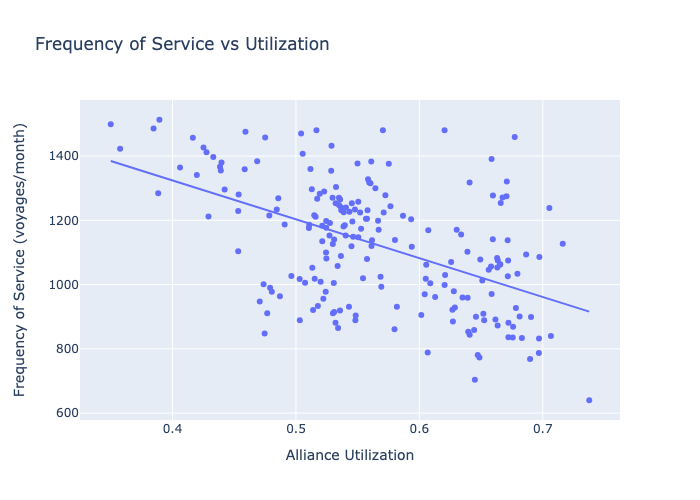 Frequency of Service vs Utilization
Frequency of Service (voyages/month)
1400
1200
1000
800
600
0.4 0.5 0.6 0.7
Alliance Utilization